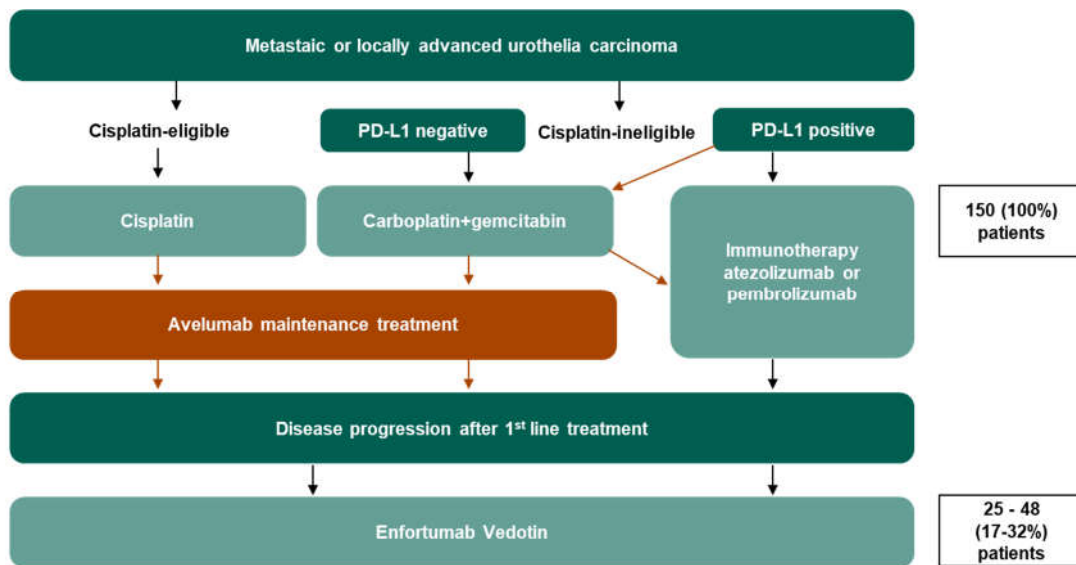 Metastaic or locally advanced urothelia carcinoma
Cisplatin-eligible
PD-L1 negative
Cisplatin-ineligible
PD-L1 positive
Cisplatin
Carboplatin+gemcitabin
Immunotherapy
atezolizumab or
pembrolizumab
150 (100%)
patients
Avelumab maintenance treatment
Disease progression after 1st line treatment
Enfortumab Vedotin
25 - 48
(17-32%)
patients